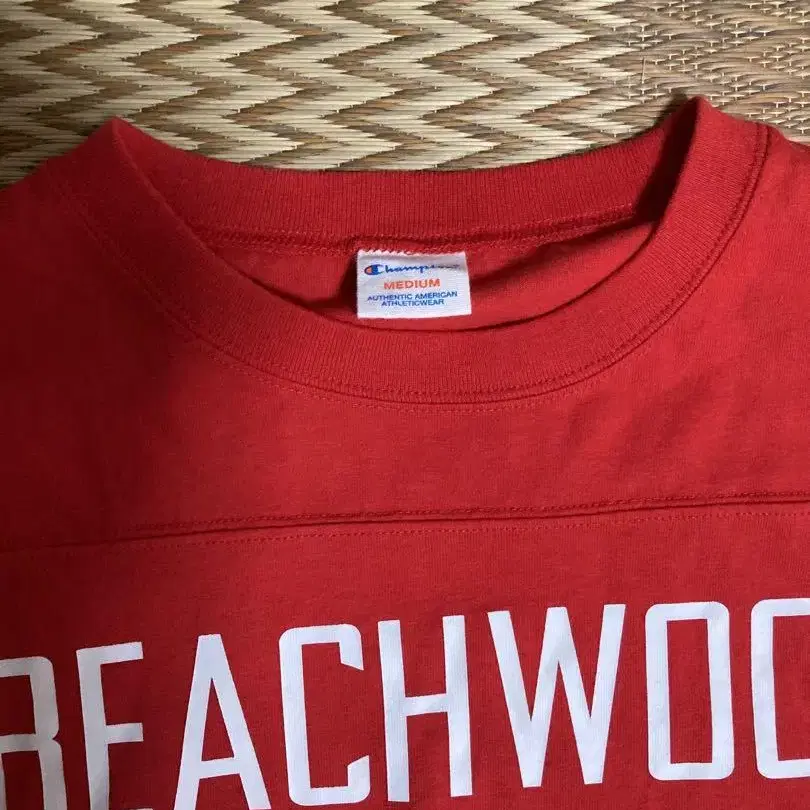 Champion
MEDIUM
AUTHENTIC AMERICAN
ATHLETICWEAR
BEACHWOO